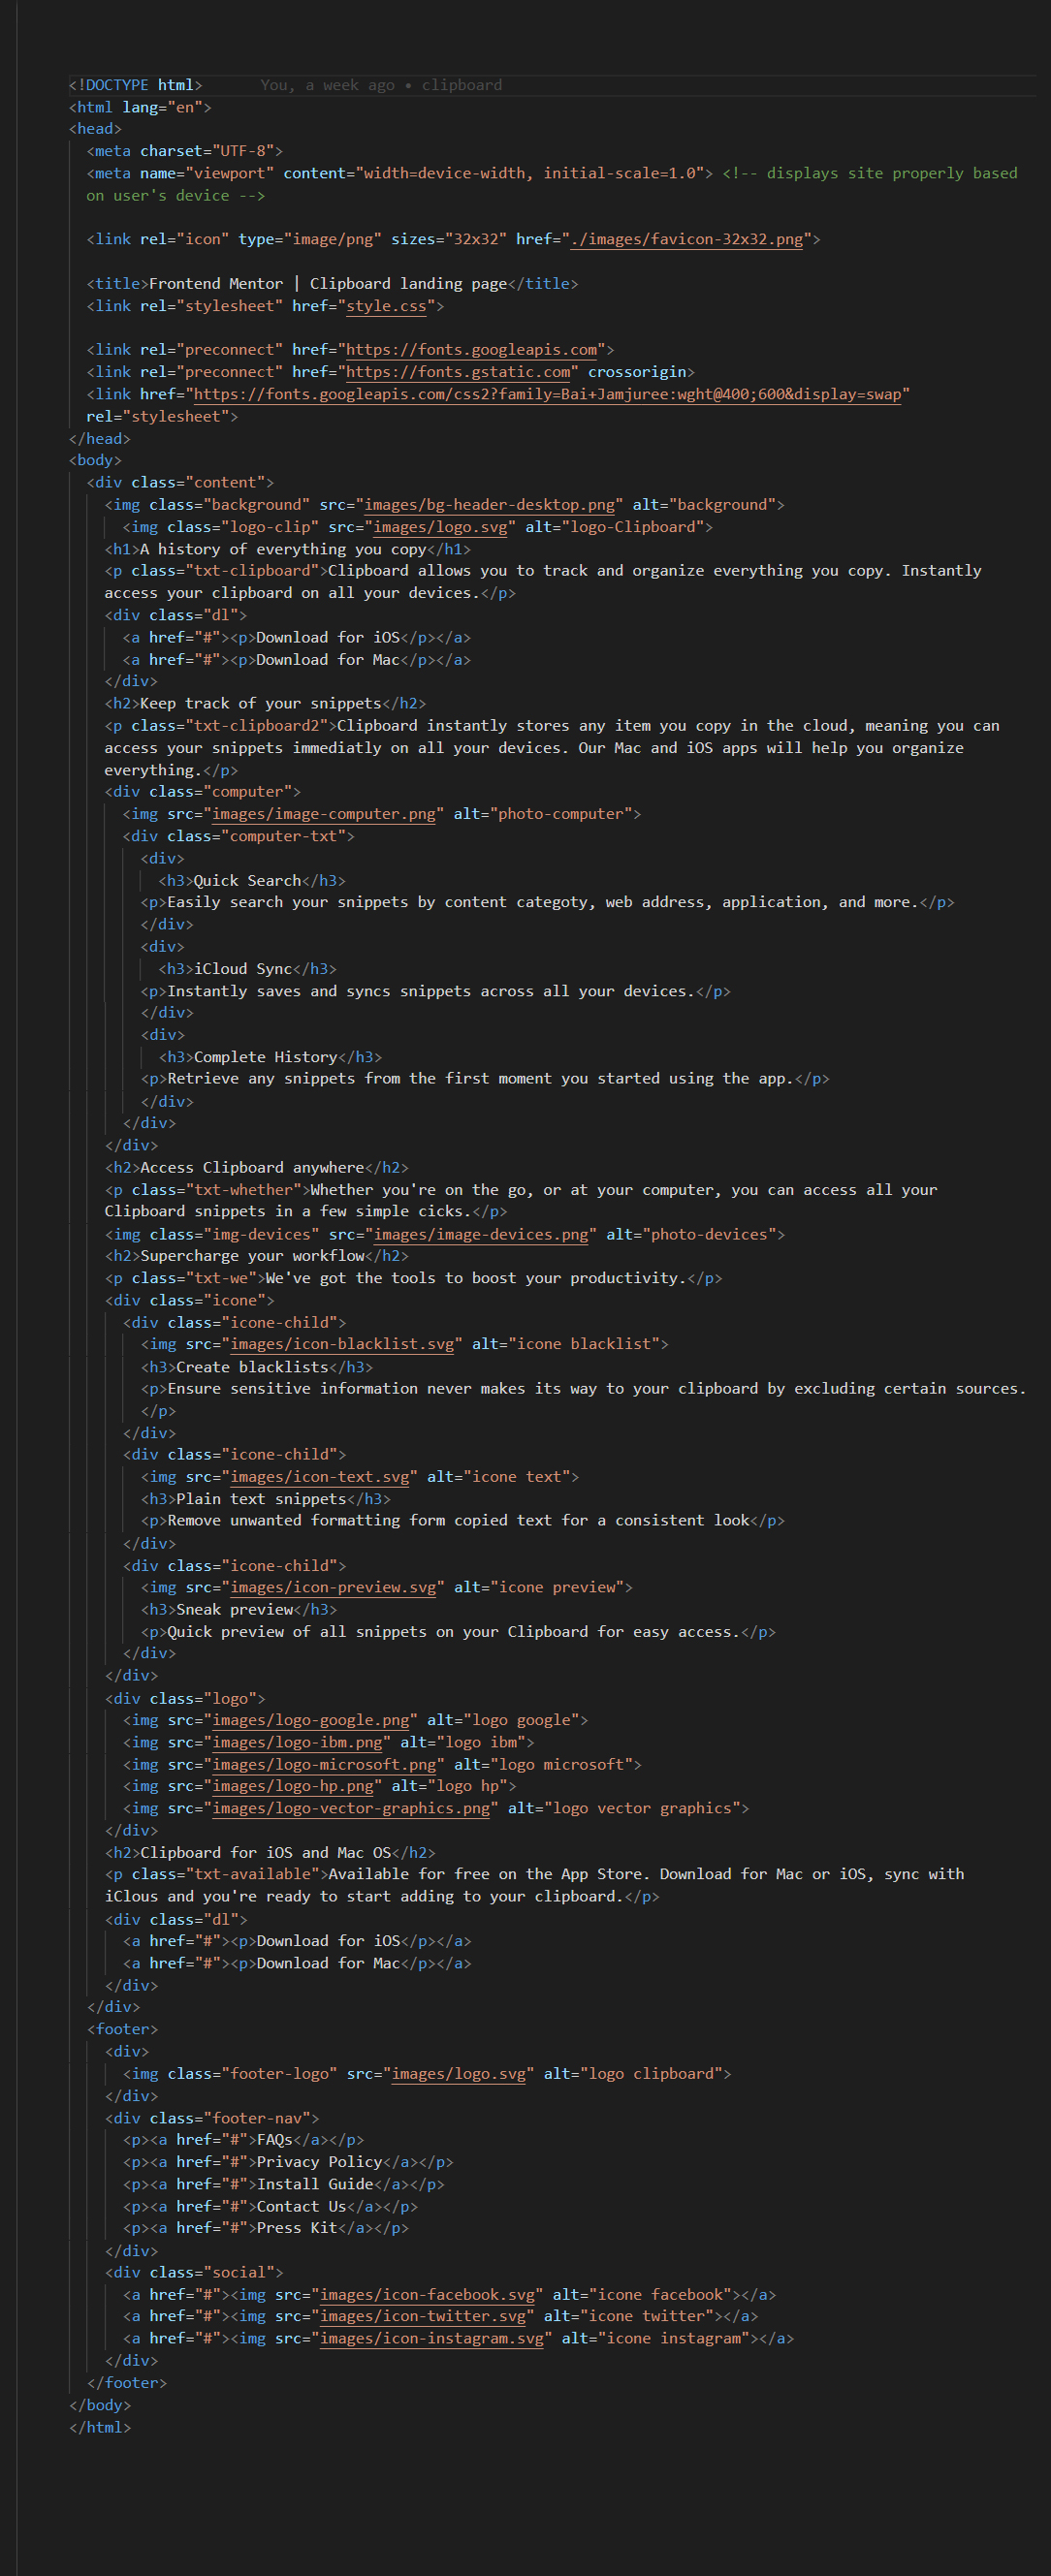 <!DOCTYPE html>      You, a week ago • clipboard
<html lang="en">
<head>
  <meta charset="UTF-8">
  <meta name="viewport" content="width=device-width, initial-scale=1.0"> <!-- displays site properly based
  on user's device -->

  <link rel="icon" type="image/png" sizes="32x32" href="./images/favicon-32x32.png">

  <title>Frontend Mentor | Clipboard landing page</title>
  <link rel="stylesheet" href="style.css">

  <link rel="preconnect" href="https://fonts.googleapis.com">
  <link rel="preconnect" href="https://fonts.gstatic.com" crossorigin>
  <link href="https://fonts.googleapis.com/css2?family=Bai+Jamjuree:wght@400;600&display=swap"
  rel="stylesheet">
</head>
<body>
  <div class="content">
    <img class="background" src="images/bg-header-desktop.png" alt="background">
      <img class="logo-clip" src="images/logo.svg" alt="logo-Clipboard">
    <h1>A history of everything you copy</h1>
    <p class="txt-clipboard">Clipboard allows you to track and organize everything you copy. Instantly
    access your clipboard on all your devices.</p>
    <div class="dl">
      <a href="#"><p>Download for iOS</p></a>
      <a href="#"><p>Download for Mac</p></a>
    </div>
    <h2>Keep track of your snippets</h2>
    <p class="txt-clipboard2">Clipboard instantly stores any item you copy in the cloud, meaning you can
    access your snippets immediatly on all your devices. Our Mac and iOS apps will help you organize
    everything.</p>
    <div class="computer">
      <img src="images/image-computer.png" alt="photo-computer">
      <div class="computer-txt">
        <div>
          <h3>Quick Search</h3>
        <p>Easily search your snippets by content categoty, web address, application, and more.</p>
        </div>
        <div>
          <h3>iCloud Sync</h3>
        <p>Instantly saves and syncs snippets across all your devices.</p>
        </div>
        <div>
          <h3>Complete History</h3>
        <p>Retrieve any snippets from the first moment you started using the app.</p>
        </div>
      </div>
    </div>
    <h2>Access Clipboard anywhere</h2>
    <p class="txt-whether">Whether you're on the go, or at your computer, you can access all your
    Clipboard snippets in a few simple cicks.</p>
    <img class="img-devices" src="images/image-devices.png" alt="photo-devices">
    <h2>Supercharge your workflow</h2>
    <p class="txt-we">We've got the tools to boost your productivity.</p>
    <div class="icone">
      <div class="icone-child">
        <img src="images/icon-blacklist.svg" alt="icone blacklist">
        <h3>Create blacklists</h3>
        <p>Ensure sensitive information never makes its way to your clipboard by excluding certain sources.
        </p>
      </div>
      <div class="icone-child">
        <img src="images/icon-text.svg" alt="icone text">
        <h3>Plain text snippets</h3>
        <p>Remove unwanted formatting form copied text for a consistent look</p>
      </div>
      <div class="icone-child">
        <img src="images/icon-preview.svg" alt="icone preview">
        <h3>Sneak preview</h3>
        <p>Quick preview of all snippets on your Clipboard for easy access.</p>
      </div>
    </div>
    <div class="logo">
      <img src="images/logo-google.png" alt="logo google">
      <img src="images/logo-ibm.png" alt="logo ibm">
      <img src="images/logo-microsoft.png" alt="logo microsoft">
      <img src="images/logo-hp.png" alt="logo hp">
      <img src="images/logo-vector-graphics.png" alt="logo vector graphics">
    </div>
    <h2>Clipboard for iOS and Mac OS</h2>
    <p class="txt-available">Available for free on the App Store. Download for Mac or iOS, sync with
    iClous and you're ready to start adding to your clipboard.</p>
    <div class="dl">
      <a href="#"><p>Download for iOS</p></a>
      <a href="#"><p>Download for Mac</p></a>
    </div>
  </div>
  <footer>
    <div>
      <img class="footer-logo" src="images/logo.svg" alt="logo clipboard">
    </div>
    <div class="footer-nav">
      <p><a href="#">FAQs</a></p>
      <p><a href="#">Privacy Policy</a></p>
      <p><a href="#">Install Guide</a></p>
      <p><a href="#">Contact Us</a></p>
      <p><a href="#">Press Kit</a></p>
    </div>
    <div class="social">
      <a href="#"><img src="images/icon-facebook.svg" alt="icone facebook"></a>
      <a href="#"><img src="images/icon-twitter.svg" alt="icone twitter"></a>
      <a href="#"><img src="images/icon-instagram.svg" alt="icone instagram"></a>
    </div>
  </footer>
</body>
</html>